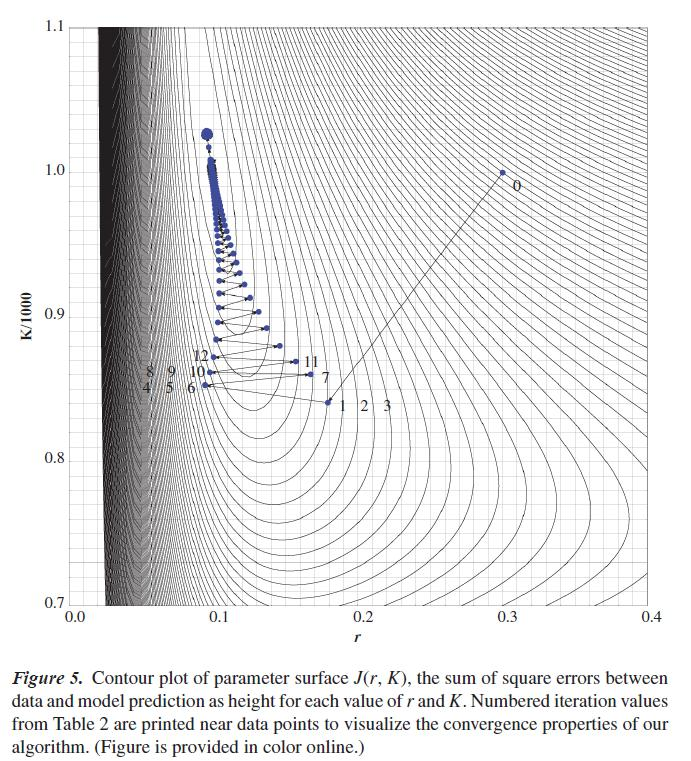 1.1
1.0
0
0.9
K/1000
12
11
8 9 10
7
4 5 6
1 2 3
0.8
0.7
0.0 0.1 0.2 0.3 0.4
r
Figure 5. Contour plot of parameter surface J(r, K), the sum of square errors between
data and model prediction as height for each value of r and K. Numbered iteration values
from Table 2 are printed near data points to visualize the convergence properties of our
algorithm. (Figure is provided in color online.)